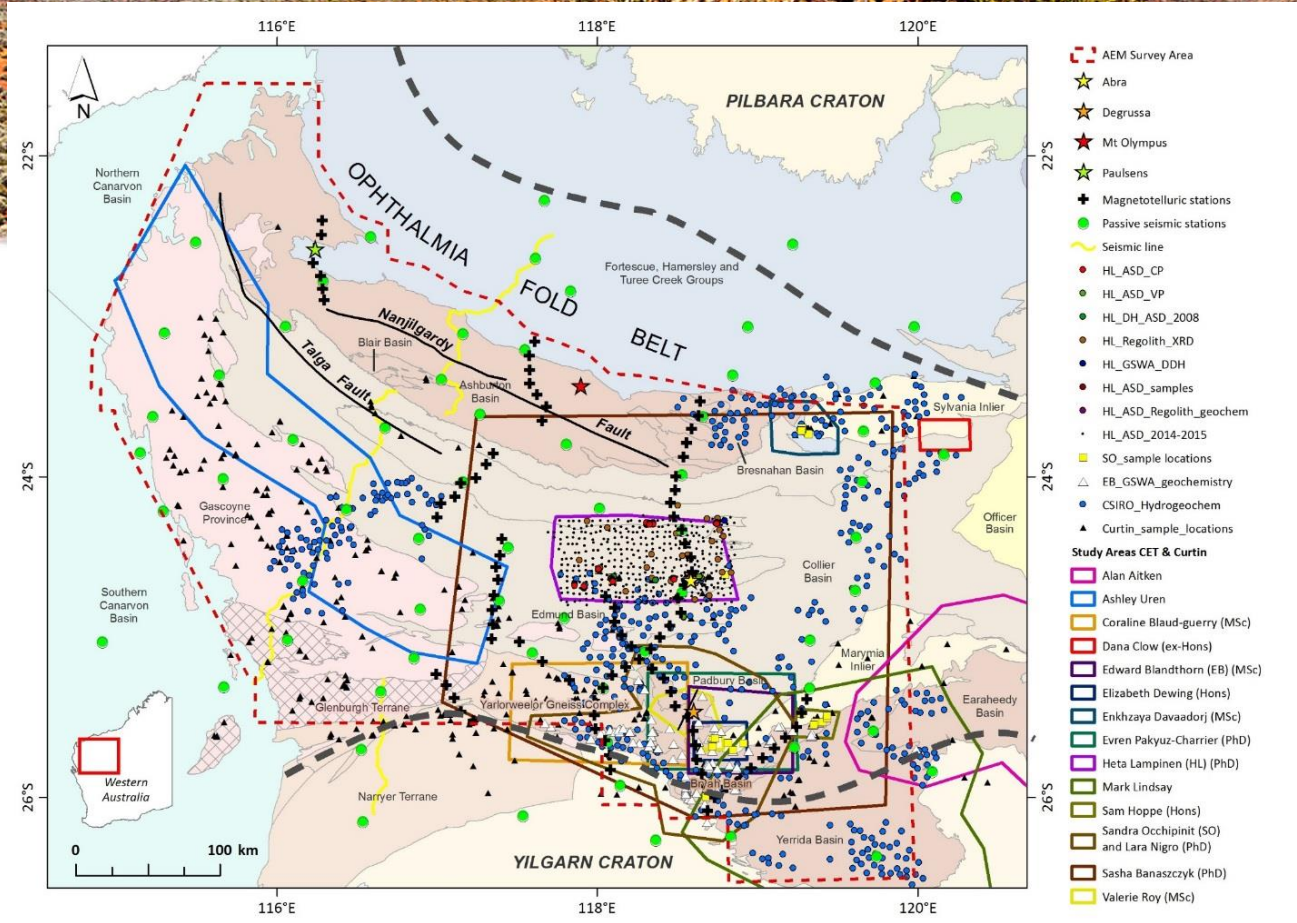 116°E
118°E
120°E
N
PILBARA CRATON
22°S
22°S
Northern
Canarvon
Basin
OPHTHALMIA
FOLD
BELT
Fortescue, Hamersley and
Turee Creek Groups
Nanjilgardy
Fault
Blair Basin
Talga
Fault
Ashburton
Basin
Sylvania Inlier
Bresnahan Basin
24°S
24°S
Gascoyne
Province
Officer
Basin
Collier
Basin
Southern
Canarvon
Basin
Edmund Basin
Marymia
Inlier
Padbury Basin
Glenburgh Terrane
Yarlorweelor Gneiss Complex
Earaheedy
Basin
Western
Australia
Narryer Terrane
Bryah Basin
26°S
26°S
Yerrida Basin
0
100 km
YILGARN CRATON
116°E
118°E
120°E
AEM Survey Area
Abra
Degrussa
Mt Olympus
Paulsens
Magnetotelluric stations
Passive seismic stations
Seismic line
HL_ASD_CP
HL_ASD_VP
HL_DH_ASD_2008
HL_Regolith_XRD
HL_GSWA_DDH
HL_ASD_samples
HL_ASD_Regolith_geochem
HL_ASD_2014-2015
SO_sample locations
EB_GSWA_geochemistry
CSIRO_Hydrogeochem
Curtin_sample_locations
Study Areas CET & Curtin
Alan Aitken
Ashley Uren
Coraline Blaud-guerry (MSc)
Dana Clow (ex-Hons)
Edward Blandthorn (EB) (MSc)
Elizabeth Dewing (Hons)
Enkhzaya Davaadorj (MSc)
Evren Pakyuz-Charrier (PhD)
Heta Lampinen (HL) (PhD)
Mark Lindsay
Sam Hoppe (Hons)
Sandra Occhipinit (SO)
and Lara Nigro (PhD)
Sasha Banaszczyk (PhD)
Valerie Roy (MSc)